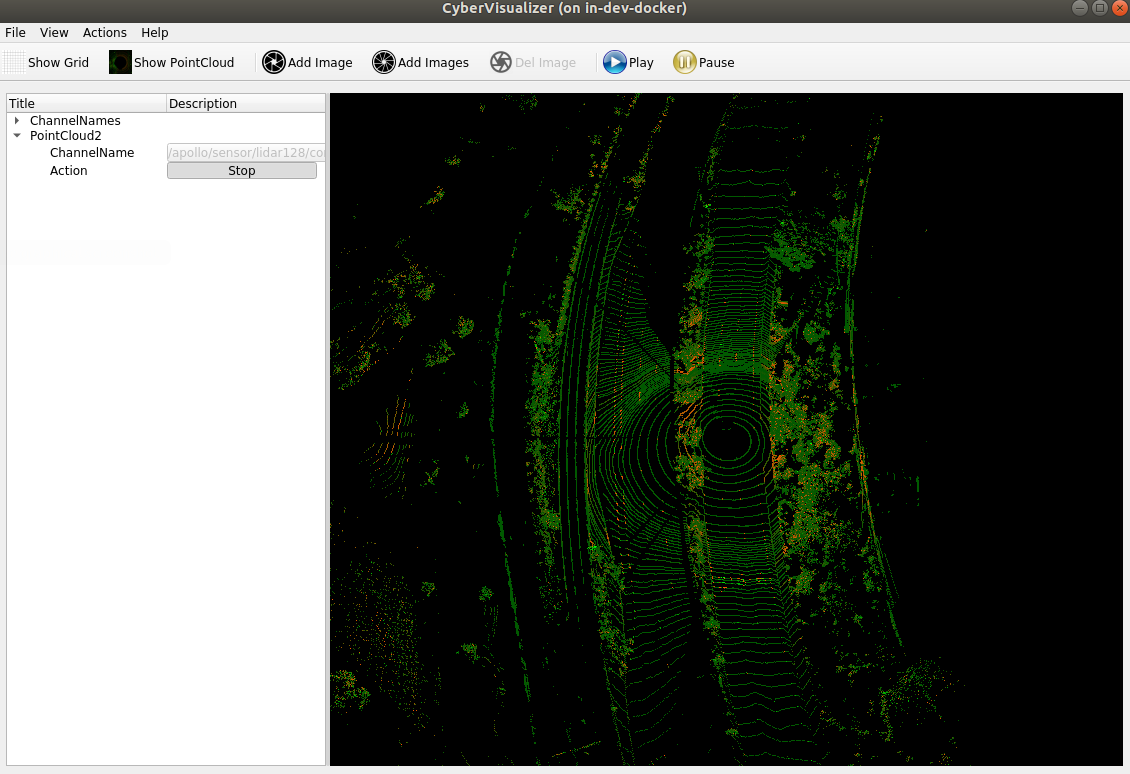 CyberVisualizer (on in-dev-docker)
File View Actions Help
Show Grid Show PointCloud Add Image Add Images Del Image Play Pause
Title Description
ChannelNames
PointCloud2
ChannelName /apollo/sensor/lidar128/co
Action Stop